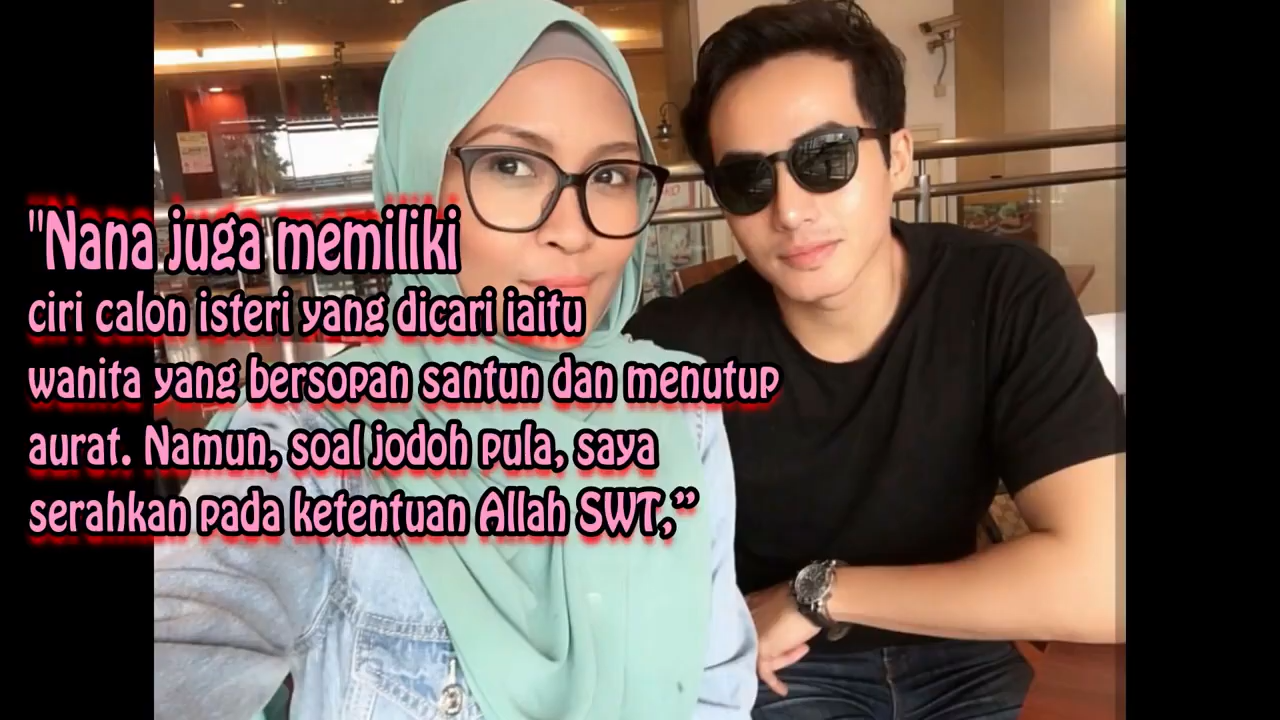 "Nana juga memiliki
ciri calon isteri yang dicari iaitu
wanita yang bersopan santun dan menutup
aurat. Namun, soal jodoh pula, saya
serahkan pada ketentuan Allah SWT,”